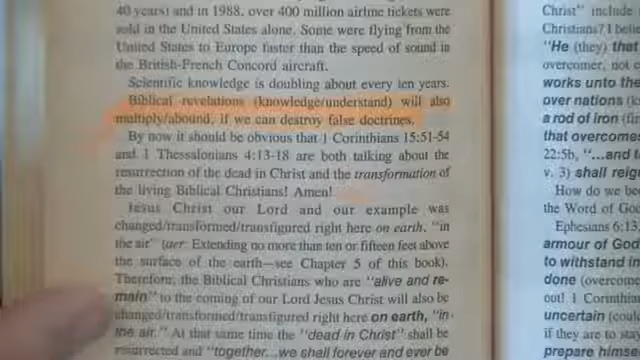 40 years) and in 1988, over 400 million airline tickets were
sold in the United States alone. Some were flying from the
United States to Europe faster than the speed of sound in
the British-French Concord aircraft.
Scientific knowledge is doubling about every ten years.
Biblical revelations (knowledge/understand) will also
multiply/abound, if we can destroy false doctrines.
By now it should be obvious that 1 Corinthians 15:51-54
and 1 Thessalonians 4:13-18 are both talking about the
resurrection of the dead in Christ and the transformation of
the living Biblical Christians! Amen!
Jesus Christ our Lord and our example was
changed/transformed/transfigured right here on earth, "in
the air" (aer: Extending no more than ten or fifteen feet above
the surface of the earth—see Chapter 5 of this book).
Therefore, the Biblical Christians who are "alive and re-
main" to the coming of our Lord Jesus Christ will also be
changed/transformed/transfigured right here on earth, "in
the air." At that same time the "dead in Christ" shall be
resurrected and "together...we shall forever and ever be
Christ" include
Christians? I
"He (they) that
overcomer, not
works unto the
over nations
a rod of iron
that overcome
22:5b, "...and
v. 3) shall reig
How do we be
the Word of Go
Ephesians 6:13,
armour of God
to withstand in
done (overcome
out! 1 Corinthi
uncertain (coul
if they are to sta
prepare himse